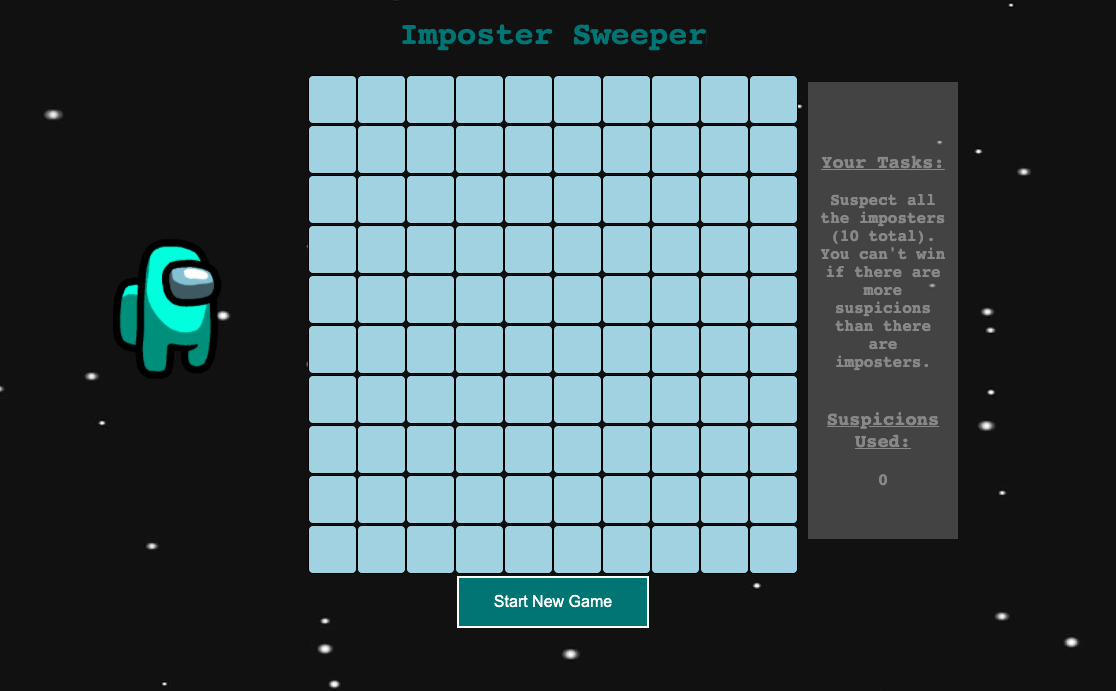 Imposter Sweeper
Your Tasks:
Suspect all
the imposters
(10 total).
You can't win
if there are
more
suspicions
than there
are
imposters.
Suspicions
Used:
0
Start New Game